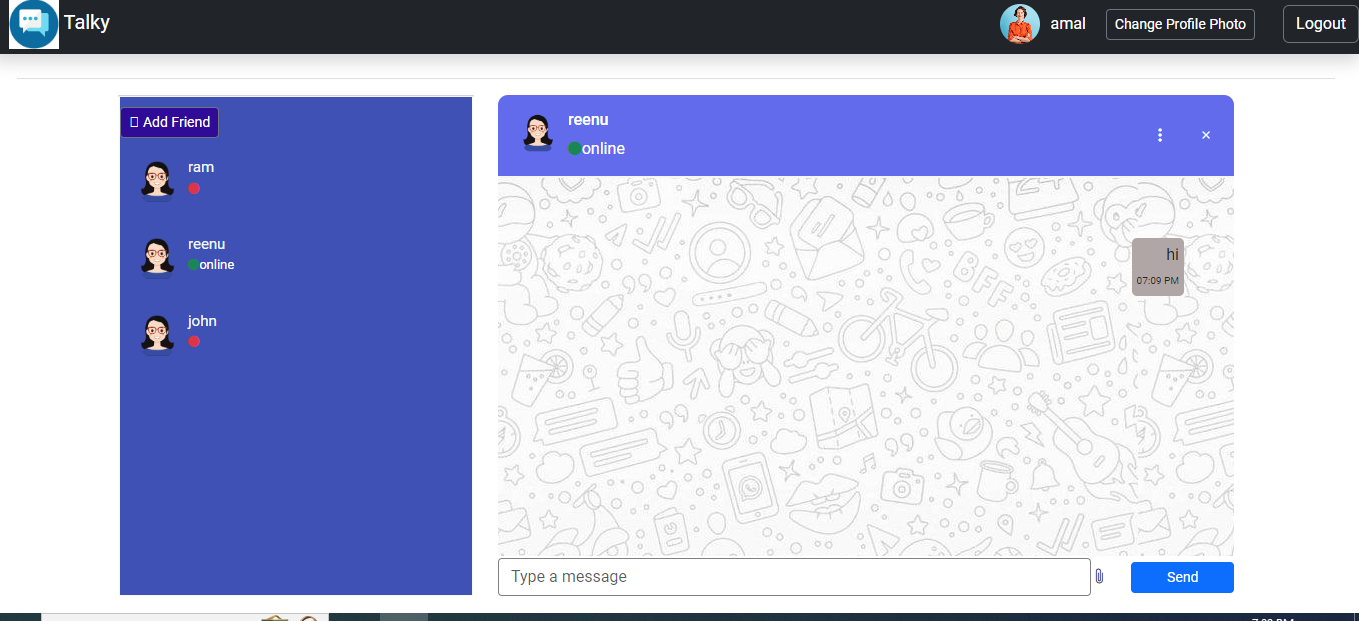 Talky
amal
Change Profile Photo
Logout
Add Friend
ram
reenu
online
john
reenu
online
hi
07:09 PM
BFF
Type a message
Send